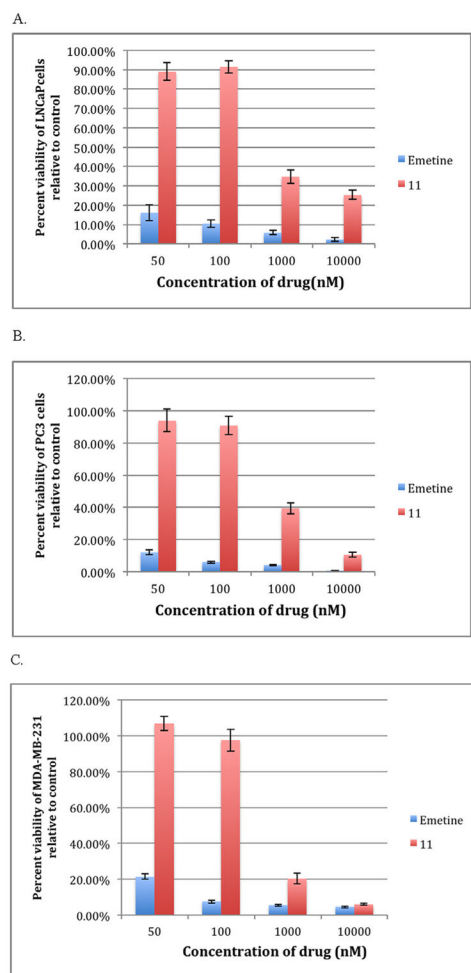 A.
Percent viability of LNCaPcells
relative to control
100.00%
90.00%
80.00%
70.00%
60.00%
50.00%
40.00%
30.00%
20.00%
10.00%
0.00%
50 100 1000 10000
Concentration of drug(nM)
Emetine
11
B.
Percent viability of PC3 cells
relative to control
120.00%
100.00%
80.00%
60.00%
40.00%
20.00%
0.00%
50 100 1000 10000
Concentration of drug (nM)
Emetine
11
C.
Percent viability of MDA-MB-231
relative to control
120.00%
100.00%
80.00%
60.00%
40.00%
20.00%
0.00%
50 100 1000 10000
Concentration of drug (nM)
Emetine
11